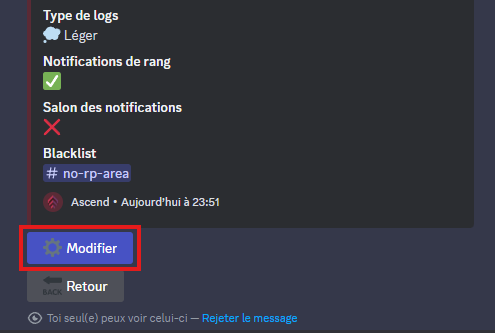 Type de logs
Léger
Notifications de rang
Salon des notifications
Blacklist
# no-rp-area
Ascend • Aujourd'hui à 23:51
Modifier
BACK Retour
Toi seul(e) peux voir celui-ci — Rejeter le message